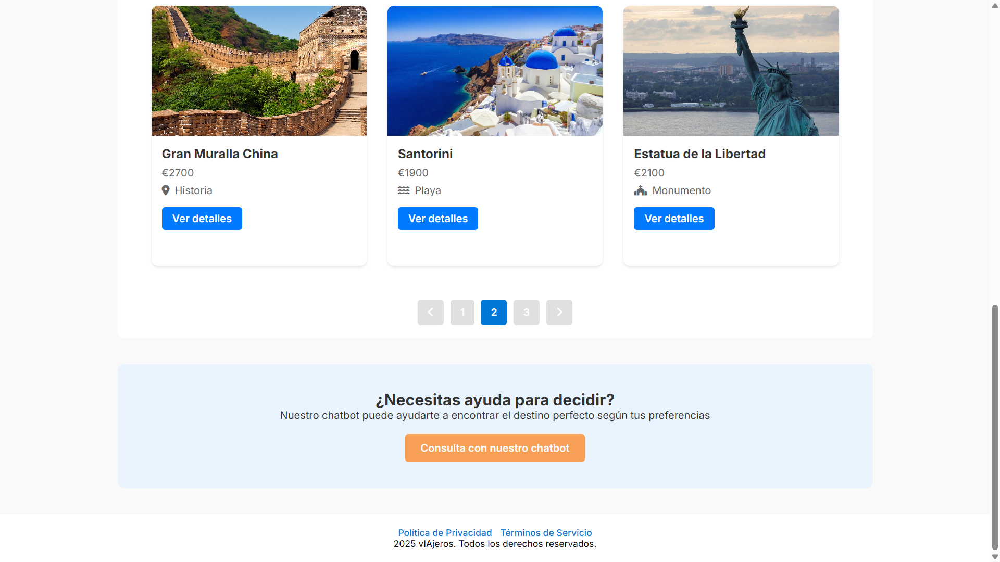 Gran Muralla China
€2700
Historia
Ver detalles
Santorini
€1900
Playa
Ver detalles
Estatua de la Libertad
€2100
Monumento
Ver detalles
1 2 3
¿Necesitas ayuda para decidir?
Nuestro chatbot puede ayudarte a encontrar el destino perfecto según tus preferencias
Consulta con nuestro chatbot
Política de Privacidad Términos de Servicio
2025 vIAjeros. Todos los derechos reservados.